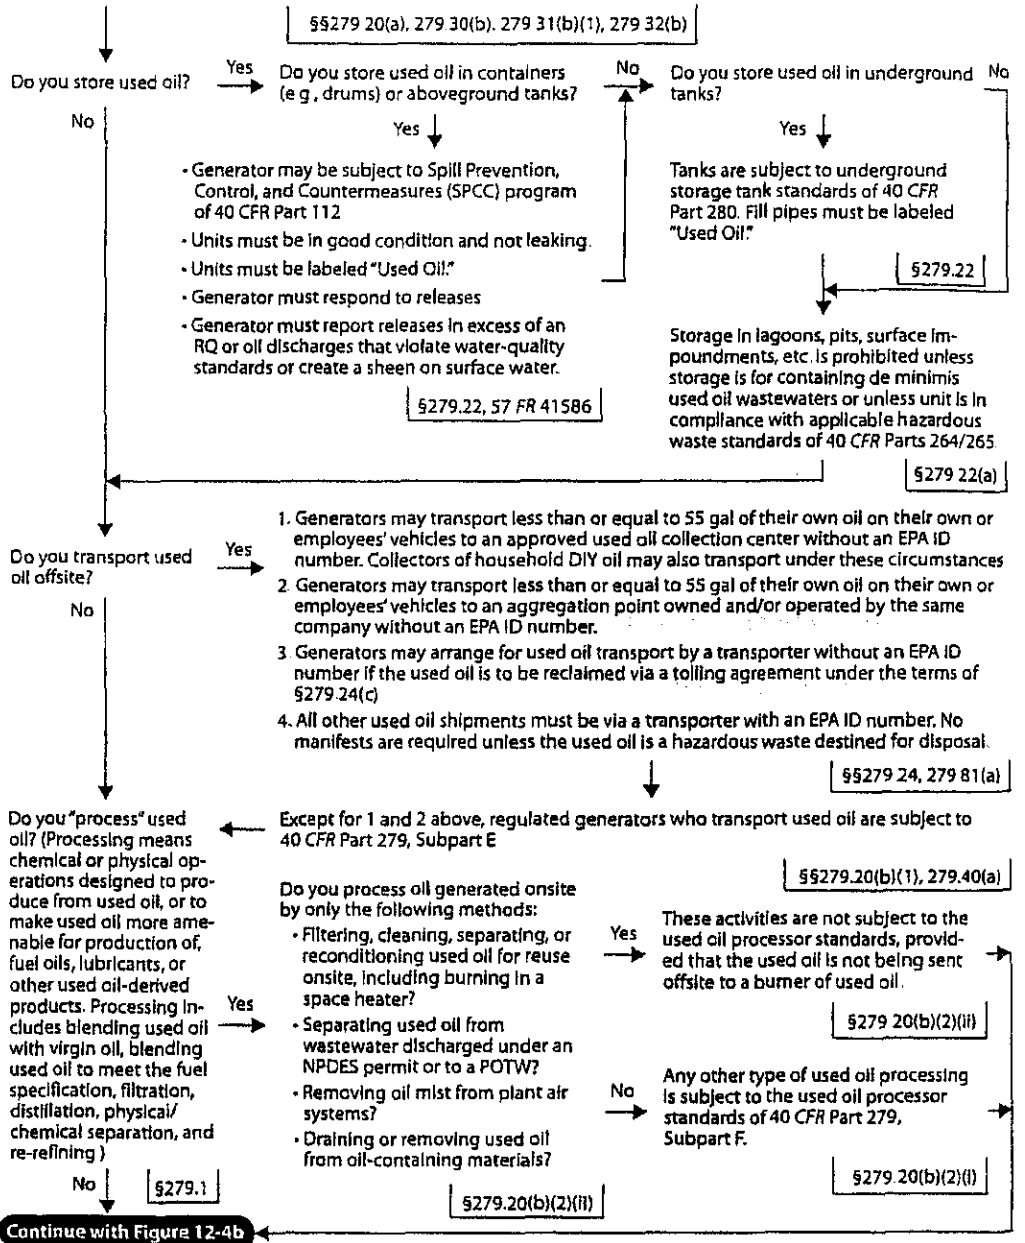 §§279 20(a), 279.30(b). 279 31(b)(1), 279 32(b)
Do you store used oil?
Yes
Do you store used oil in containers
(e g, drums) or aboveground tanks?
No
Do you store used oil in underground
tanks?
No
No
Yes
Yes
• Generator may be subject to Spill Prevention,
Control, and Countermeasures (SPCC) program
of 40 CFR Part 112
• Units must be in good condition and not leaking.
• Units must be labeled "Used Oil."
• Generator must respond to releases
• Generator must report releases in excess of an
RQ or oil discharges that violate water-quality
standards or create a sheen on surface water.
§279.22, 57 FR 41586
Tanks are subject to underground
storage tank standards of 40 CFR
Part 280. Fill pipes must be labeled
"Used Oil."
§279.22
Storage in lagoons, pits, surface im-
poundments, etc. is prohibited unless
storage is for containing de minimis
used oil wastewaters or unless unit is in
compliance with applicable hazardous
waste standards of 40 CFR Parts 264/265
§279 22(a)
Do you transport used
oil offsite?
Yes
No
1. Generators may transport less than or equal to 55 gal of their own oil on their own or
employees' vehicles to an approved used oil collection center without an EPA ID
number. Collectors of household DIY oil may also transport under these circumstances
2. Generators may transport less than or equal to 55 gal of their own oil on their own or
employees' vehicles to an aggregation point owned and/or operated by the same
company without an EPA ID number.
3 Generators may arrange for used oil transport by a transporter without an EPA ID
number if the used oil is to be reclaimed via a tolling agreement under the terms of
§279.24(c)
4. All other used oil shipments must be via a transporter with an EPA ID number. No
manifests are required unless the used oil is a hazardous waste destined for disposal.
§§279 24, 279 81(a)
Except for 1 and 2 above, regulated generators who transport used oil are subject to
40 CFR Part 279, Subpart E
§§279.20(b)(1), 279.40(a)
Do you "process" used
oil? (Processing means
chemical or physical op-
erations designed to pro-
duce from used oil, or to
make used oil more ame-
nable for production of,
fuel oils, lubricants, or
other used oil-derived
products. Processing in-
cludes blending used oil
with virgin oil, blending
used oil to meet the fuel
specification, filtration,
distillation, physical/
chemical separation, and
re-refining )
Yes
No
§279.1
Do you process oil generated onsite
by only the following methods:
• Filtering, cleaning, separating, or
reconditioning used oil for reuse
onsite, including burning in a
space heater?
• Separating used oil from
wastewater discharged under an
NPDES permit or to a POTW?
• Removing oil mist from plant air
systems?
• Draining or removing used oil
from oil-containing materials?
§279.20(b)(2)(ii)
Yes
These activities are not subject to the
used oil processor standards, provid-
ed that the used oil is not being sent
offsite to a burner of used oil.
§279 20(b)(2)(ii)
No
Any other type of used oil processing
is subject to the used oil processor
standards of 40 CFR Part 279,
Subpart F.
§279 20(b)(2)(i)
Continue with Figure 12-4b